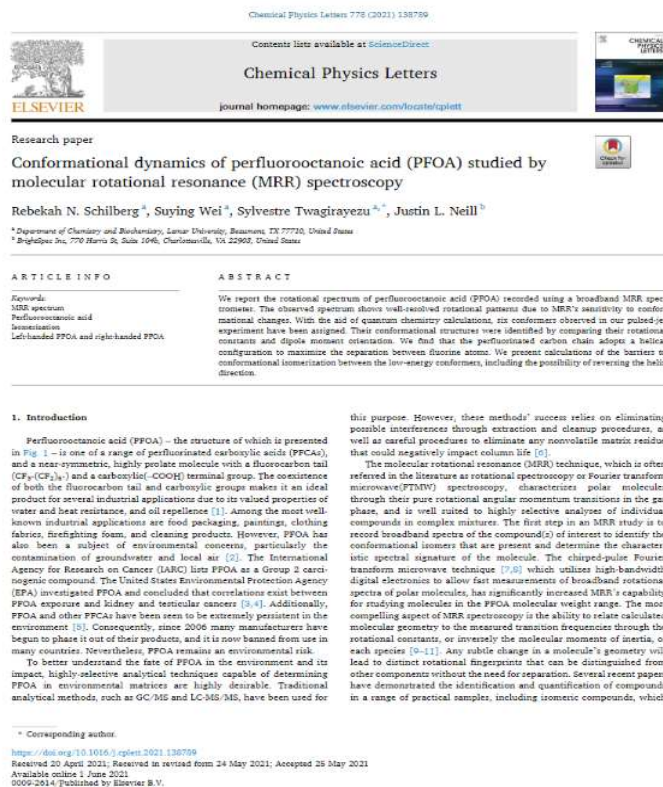 Chemical Physics Letters 778 (2021) 138789
Contents lists available at ScienceDirect
Chemical Physics Letters
journal homepage: www.elsevier.com/locate/cplett
ELSEVIER
CHEMICAL
PHYSICS
LETTERS
Research paper
Check for
updates
Conformational dynamics of perfluorooctanoic acid (PFOA) studied by
molecular rotational resonance (MRR) spectroscopy
Rebekah N. Schilberg a, Suying Wei a, Sylvestre Twagirayezu a,*, Justin L. Neill b
a Department of Chemistry and Biochemistry, Lamar University, Beaumont, TX 77710, United States
b BrightSpec Inc, 770 Harris St, Suite 104b, Charlottesville, VA 22903, United States
ARTICLE INFO
Keywords:
MRR spectrum
Perfluorooctanoic acid
Isomerization
Left-handed PFOA and right-handed PFOA
ABSTRACT
We report the rotational spectrum of perfluorooctanoic acid (PFOA) recorded using a broadband MRR spec
trometer. The observed spectrum shows well-resolved rotational patterns due to MRR's sensitivity to confor
mational changes. With the aid of quantum chemistry calculations, six conformers observed in our pulsed-je
experiment have been assigned. Their conformational structures were identified by comparing their rotationa
constants and dipole moment orientation. We find that the perfluorinated carbon chain adopts a helica
configuration to maximize the separation between fluorine atoms. We present calculations of the barriers to
conformational isomerization between the low-energy conformers, including the possibility of reversing the heli
direction.
1. Introduction
Perfluorooctanoic acid (PFOA) – the structure of which is presented
in Fig. 1 – is one of a range of perfluorinated carboxylic acids (PFCAs),
and a near-symmetric, highly prolate molecule with a fluorocarbon tail
(CF3-(CF2)6-) and a carboxylic(–COOH) terminal group. The coexistence
of both the fluorocarbon tail and carboxylic groups makes it an ideal
product for several industrial applications due to its valued properties of
water and heat resistance, and oil repellence [1]. Among the most well-
known industrial applications are food packaging, paintings, clothing
fabrics, firefighting foam, and cleaning products. However, PFOA has
also been a subject of environmental concerns, particularly the
contamination of groundwater and local air [2]. The International
Agency for Research on Cancer (IARC) lists PFOA as a Group 2 carci-
nogenic compound. The United States Environmental Protection Agency
(EPA) investigated PFOA and concluded that correlations exist between
PFOA exposure and kidney and testicular cancers [3,4]. Additionally,
PFOA and other PFCAs have been seen to be extremely persistent in the
environment [5]. Consequently, since 2006 many manufacturers have
begun to phase it out of their products, and it is now banned from use in
many countries. Nevertheless, PFOA remains an environmental risk.
To better understand the fate of PFOA in the environment and its
impact, highly-selective analytical techniques capable of determining
PFOA in environmental matrices are highly desirable. Traditional
analytical methods, such as GC/MS and LC-MS/MS, have been used for
this purpose. However, these methods' success relies on eliminating
possible interferences through extraction and cleanup procedures, a
well as careful procedures to eliminate any nonvolatile matrix residu
that could negatively impact column life [6].
The molecular rotational resonance (MRR) technique, which is often
referred in the literature as rotational spectroscopy or Fourier transform
microwave(FTMW) spectroscopy, characterizes polar molecule
through their pure rotational angular momentum transitions in the ga
phase, and is well suited to highly selective analyses of individua
compounds in complex mixtures. The first step in an MRR study is to
record broadband spectra of the compound(s) of interest to identify the
conformational isomers that are present and determine the character
istic spectral signature of the molecule. The chirped-pulse Fourie
transform microwave technique [7,8] which utilizes high-bandwidth
digital electronics to allow fast measurements of broadband rotationa
spectra of polar molecules, has significantly increased MRR's capability
for studying molecules in the PFOA molecular weight range. The mos
compelling aspect of MRR spectroscopy is the ability to relate calculated
molecular geometry to the measured transition frequencies through the
rotational constants, or inversely the molecular moments of inertia, o
each species [9–11]. Any subtle change in a molecule's geometry wil
lead to distinct rotational fingerprints that can be distinguished from
other components without the need for separation. Several recent paper
have demonstrated the identification and quantification of compound
in a range of practical samples, including isomeric compounds, which
* Corresponding author.
https://doi.org/10.1016/j.cplett.2021.138789
Received 20 April 2021; Received in revised form 24 May 2021; Accepted 25 May 2021
Available online 1 June 2021
0009-2614/Published by Elsevier B.V.